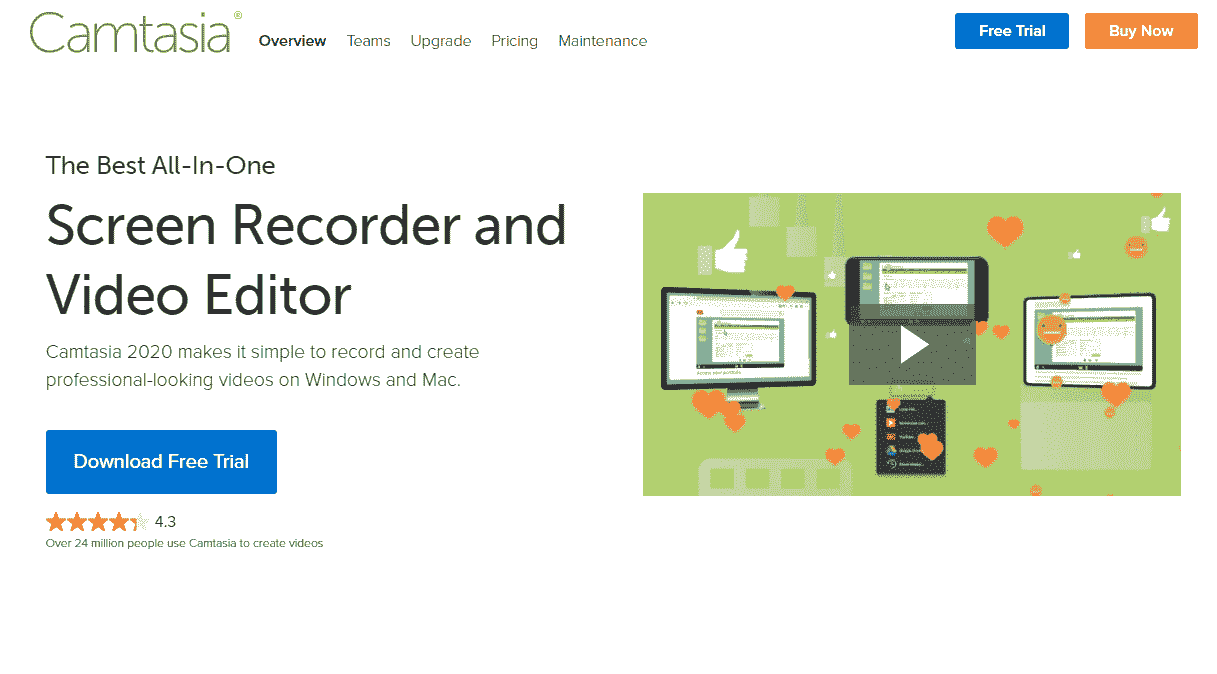 Camtasia®
Overview Teams Upgrade Pricing Maintenance
Free Trial Buy Now
The Best All-In-One
Screen Recorder and
Video Editor
Camtasia 2020 makes it simple to record and create
professional-looking videos on Windows and Mac.
Download Free Trial
4.3
Over 24 million people use Camtasia to create videos